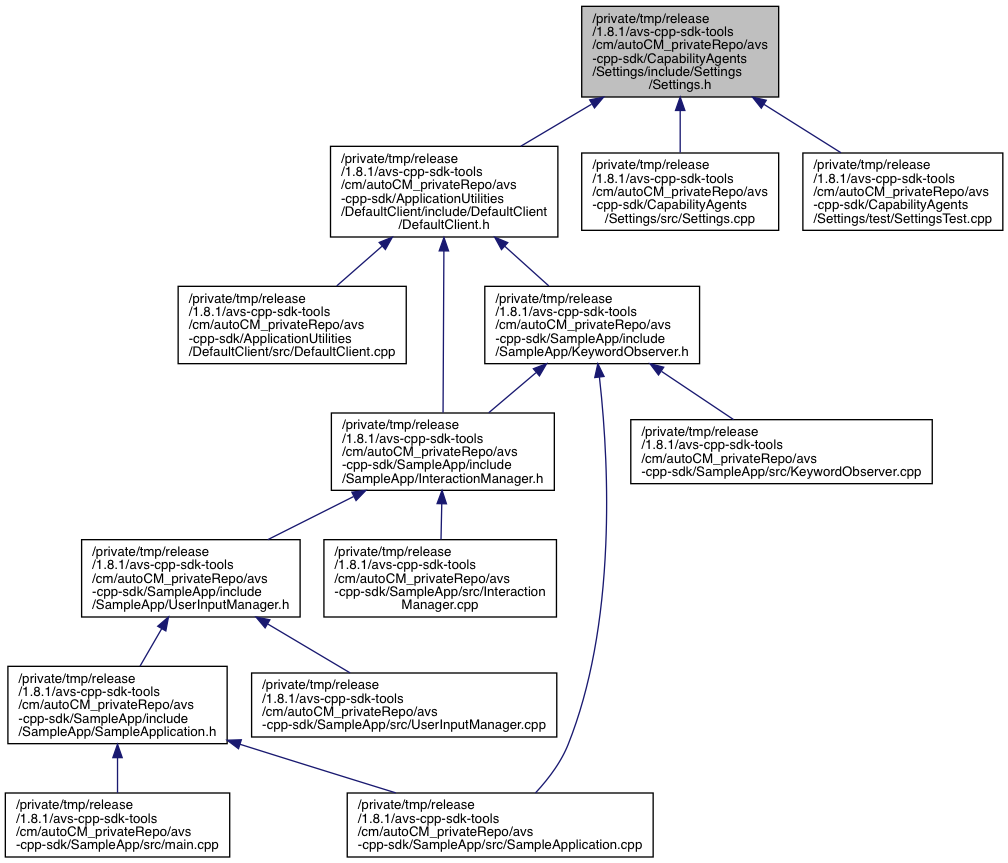 /private/tmp/release
/1.8.1/avs-cpp-sdk-tools
/cm/autoCM_privateRepo/avs
-cpp-sdk/CapabilityAgents
/Settings/include/Settings
/Settings.h
/private/tmp/release
/1.8.1/avs-cpp-sdk-tools
/cm/autoCM_privateRepo/avs
-cpp-sdk/ApplicationUtilities
/DefaultClient/include/DefaultClient
/DefaultClient.h
/private/tmp/release
/1.8.1/avs-cpp-sdk-tools
/cm/autoCM_privateRepo/avs
-cpp-sdk/CapabilityAgents
/Settings/src/Settings.cpp
/private/tmp/release
/1.8.1/avs-cpp-sdk-tools
/cm/autoCM_privateRepo/avs
-cpp-sdk/CapabilityAgents
/Settings/test/SettingsTest.cpp
/private/tmp/release
/1.8.1/avs-cpp-sdk-tools
/cm/autoCM_privateRepo/avs
-cpp-sdk/ApplicationUtilities
/DefaultClient/src/DefaultClient.cpp
/private/tmp/release
/1.8.1/avs-cpp-sdk-tools
/cm/autoCM_privateRepo/avs
-cpp-sdk/SampleApp/include
/SampleApp/KeywordObserver.h
/private/tmp/release
/1.8.1/avs-cpp-sdk-tools
/cm/autoCM_privateRepo/avs
-cpp-sdk/SampleApp/include
/SampleApp/InteractionManager.h
/private/tmp/release
/1.8.1/avs-cpp-sdk-tools
/cm/autoCM_privateRepo/avs
-cpp-sdk/SampleApp/src/KeywordObserver.cpp
/private/tmp/release
/1.8.1/avs-cpp-sdk-tools
/cm/autoCM_privateRepo/avs
-cpp-sdk/SampleApp/include
/SampleApp/UserInputManager.h
/private/tmp/release
/1.8.1/avs-cpp-sdk-tools
/cm/autoCM_privateRepo/avs
-cpp-sdk/SampleApp/src/Interaction
Manager.cpp
/private/tmp/release
/1.8.1/avs-cpp-sdk-tools
/cm/autoCM_privateRepo/avs
-cpp-sdk/SampleApp/include
/SampleApp/SampleApplication.h
/private/tmp/release
/1.8.1/avs-cpp-sdk-tools
/cm/autoCM_privateRepo/avs
-cpp-sdk/SampleApp/src/UserInputManager.cpp
/private/tmp/release
/1.8.1/avs-cpp-sdk-tools
/cm/autoCM_privateRepo/avs
-cpp-sdk/SampleApp/src/main.cpp
/private/tmp/release
/1.8.1/avs-cpp-sdk-tools
/cm/autoCM_privateRepo/avs
-cpp-sdk/SampleApp/src/SampleApplication.cpp